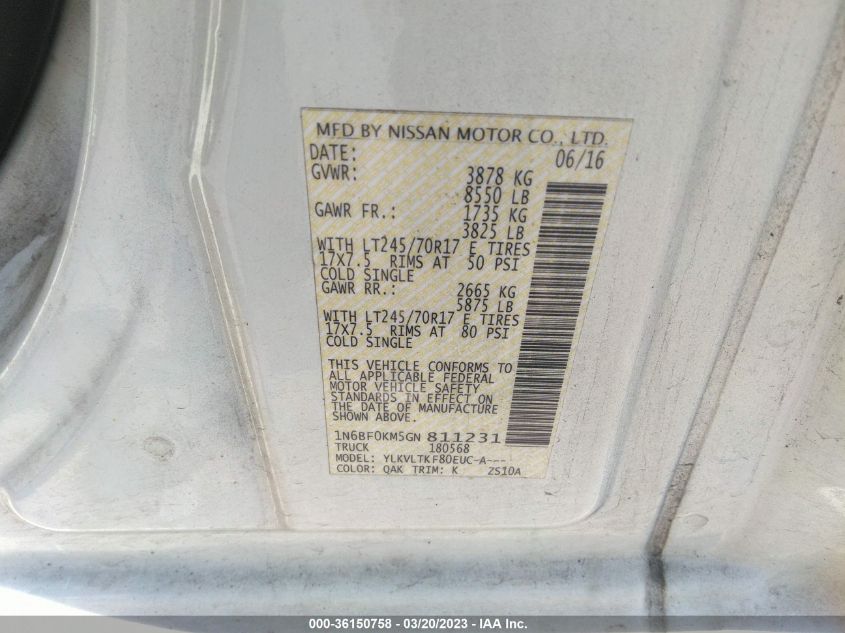 MFD BY NISSAN MOTOR CO., LTD.
DATE: 06/16
GVWR: 3878 KG
8550 LB
GAWR FR.: 1735 KG
3825 LB
WITH LT245/70R17 E TIRES
17X7.5 RIMS AT 50 PSI
COLD SINGLE
GAWR RR.: 2665 KG
5875 LB
WITH LT245/70R17 E TIRES
17X7.5 RIMS AT 80 PSI
COLD SINGLE
THIS VEHICLE CONFORMS TO
ALL APPLICABLE FEDERAL
MOTOR VEHICLE SAFETY
STANDARDS IN EFFECT ON
THE DATE OF MANUFACTURE
SHOWN ABOVE.
1N6BF0KM5GN 811231
TRUCK 180568
MODEL: YLKVLTKF80EUC-A---
COLOR: QAK TRIM: K ZS10A
000-36150758 - 03/20/2023 - IAA Inc.